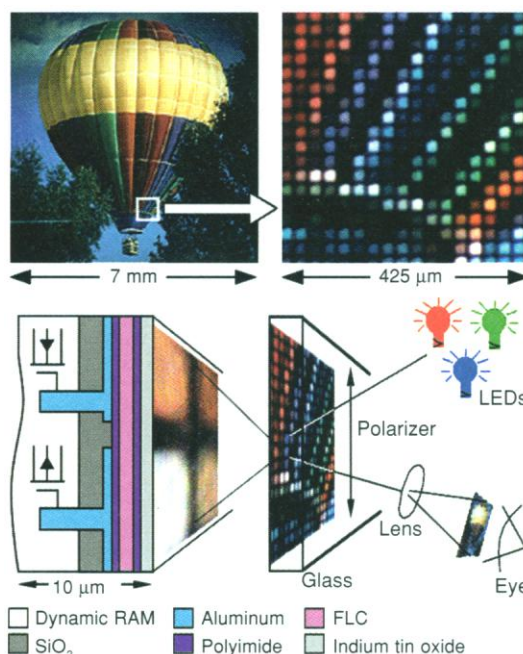 7 mm
425 µm
LEDs
Polarizer
Lens
Glass
Eye
10 µm
Dynamic RAM
Aluminum
FLC
SiO₂
Polyimide
Indium tin oxide